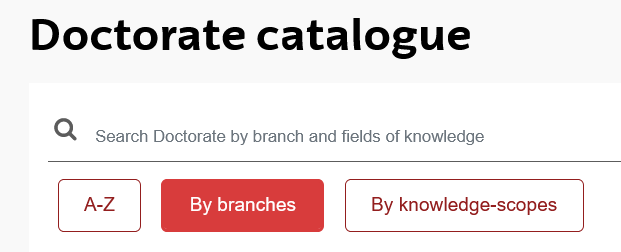 Doctorate catalogue
Search Doctorate by branch and fields of knowledge
A-Z
By branches
By knowledge-scopes